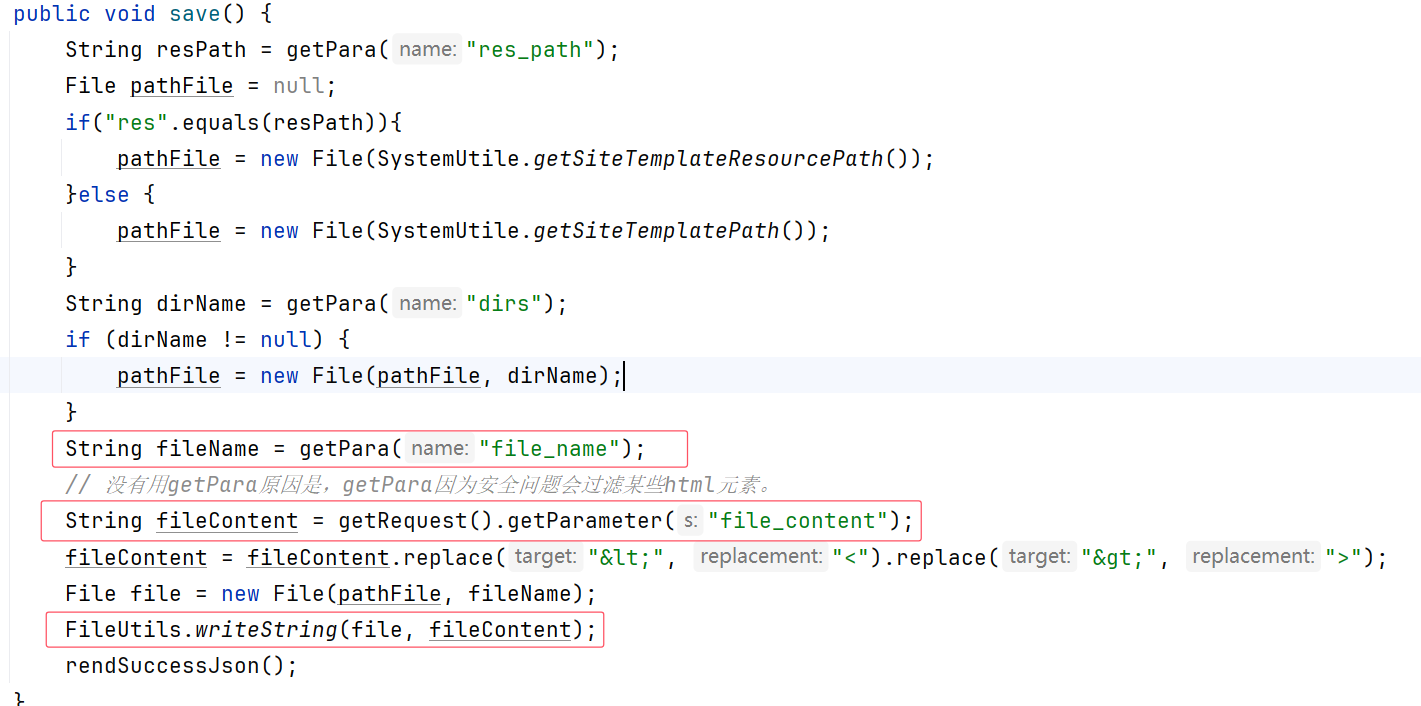 public void save() {
String resPath = getPara( name: "res_path");
File pathFile = null;
if("res".equals(resPath)){
pathFile = new File(SystemUtile.getSiteTemplateResourcePath());
}else {
pathFile = new File(SystemUtile.getSiteTemplatePath());
}
String dirName = getPara( name: "dirs");
if (dirName != null) {
pathFile = new File(pathFile, dirName);
}
String fileName = getPara( name: "file_name");
// 没有用getPara原因是，getPara因为安全问题会过滤某些html元素。
String fileContent = getRequest().getParameter( s: "file_content");
fileContent = fileContent.replace( target: "&lt;", replacement: "<").replace( target: "&gt;", replacement: ">");
File file = new File(pathFile, fileName);
FileUtils.writeString(file, fileContent);
rendSuccessJson();
}